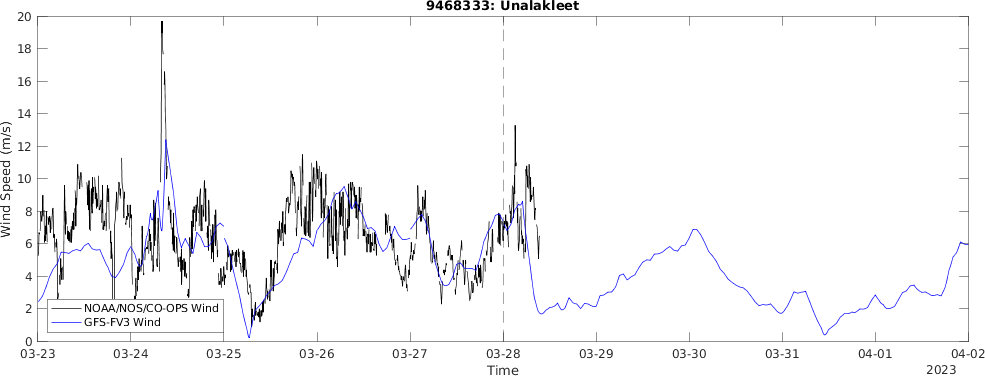 9468333: Unalakleet
Wind Speed (m/s)
20
18
16
14
12
10
8
6
4
2
0
NOAA/NOS/CO-OPS Wind
GFS-FV3 Wind
03-23 03-24 03-25 03-26 03-27 03-28 03-29 03-30 03-31 04-01 04-02
Time
2023